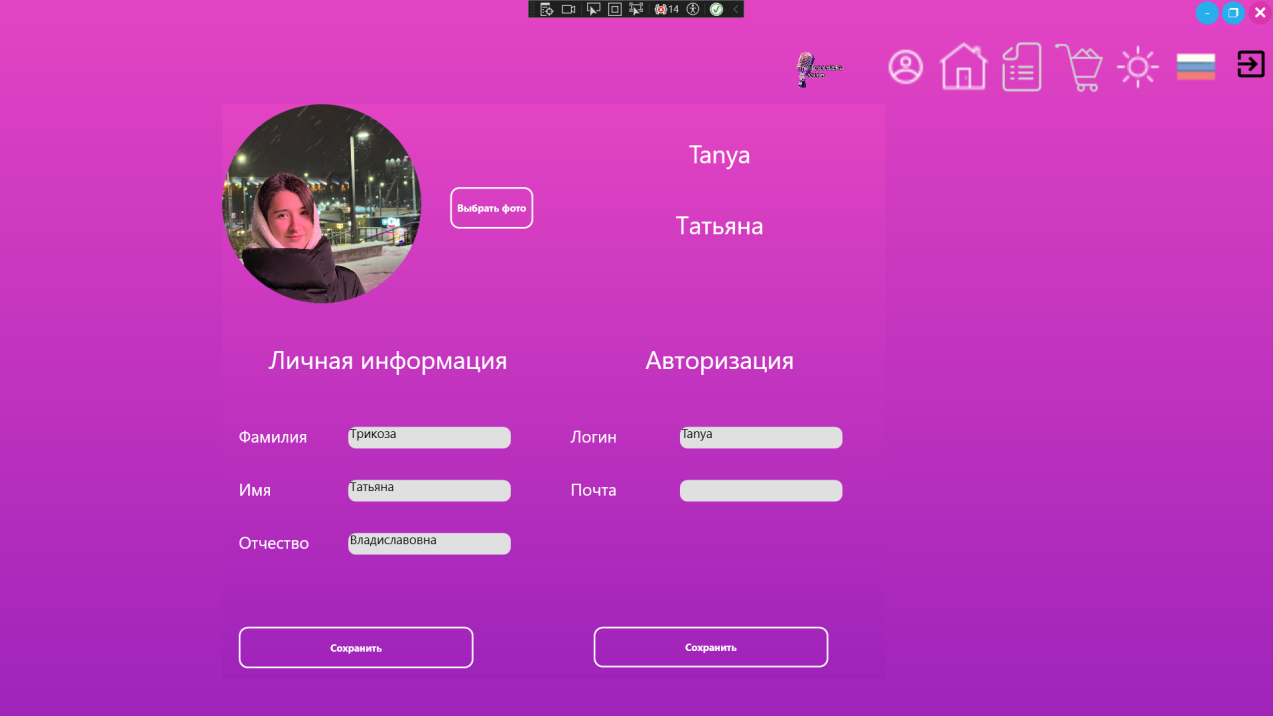 14
Tanya
Выбрать фото
Татьяна
Личная информация
Авторизация
Фамилия
Трикоза
Логин
Tanya
Имя
Татьяна
Почта
Отчество
Владиславовна
Сохранить
Сохранить